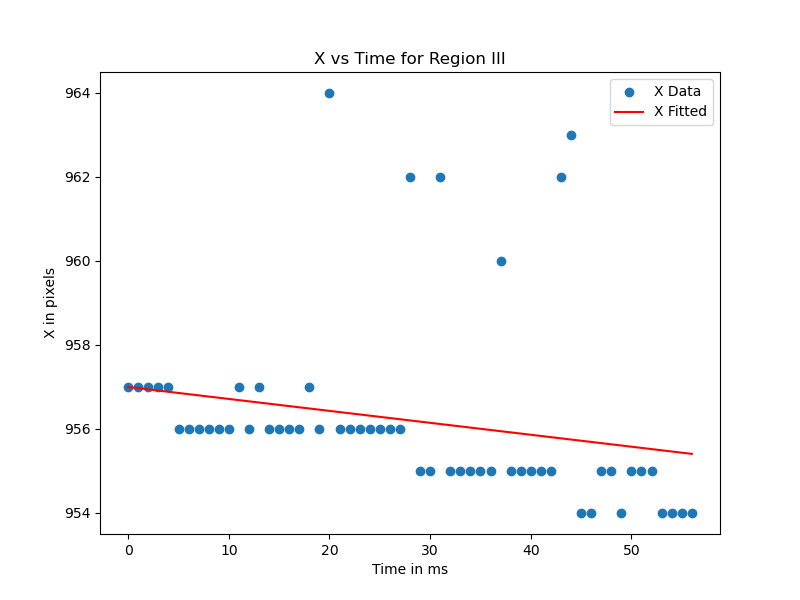 X vs Time for Region III
X Data
X Fitted
964
962
960
958
956
954
X in pixels
0 10 20 30 40 50
Time in ms